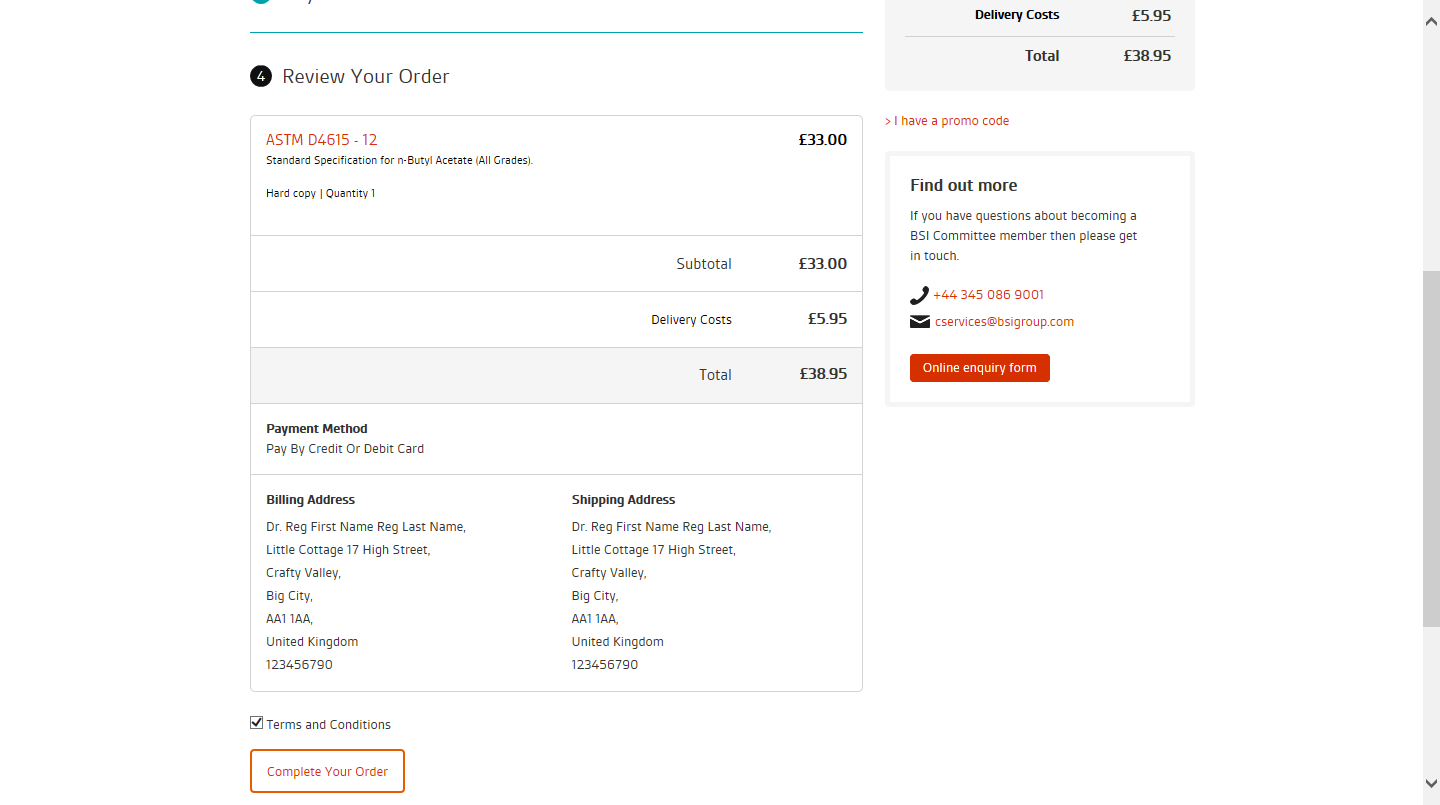 Delivery Costs £5.95
Total £38.95
4 Review Your Order
ASTM D4615 - 12 £33.00
Standard Specification for n-Butyl Acetate (All Grades).
Hard copy | Quantity 1
Subtotal £33.00
Delivery Costs £5.95
Total £38.95
Payment Method
Pay By Credit Or Debit Card
Billing Address
Dr. Reg First Name Reg Last Name,
Little Cottage 17 High Street,
Crafty Valley,
Big City,
AA1 1AA,
United Kingdom
123456790
Shipping Address
Dr. Reg First Name Reg Last Name,
Little Cottage 17 High Street,
Crafty Valley,
Big City,
AA1 1AA,
United Kingdom
123456790
Terms and Conditions
Complete Your Order
> I have a promo code
Find out more
If you have questions about becoming a
BSI Committee member then please get
in touch.
+44 345 086 9001
cservices@bsigroup.com
Online enquiry form